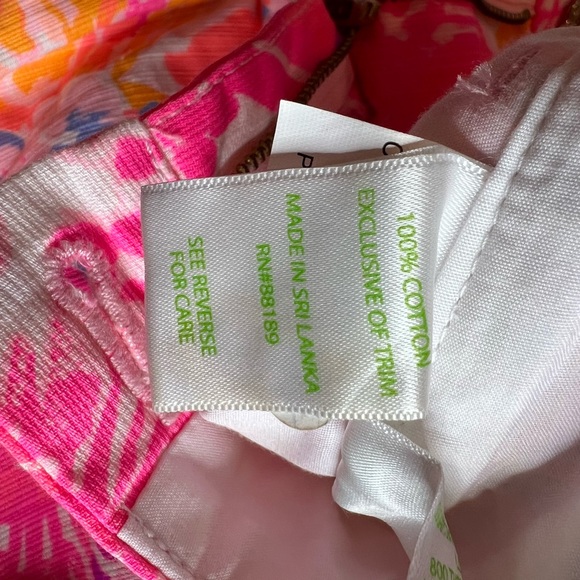 100% COTTON
EXCLUSIVE OF TRIM
MADE IN SRI LANKA
RN#88189
SEE REVERSE
FOR CARE